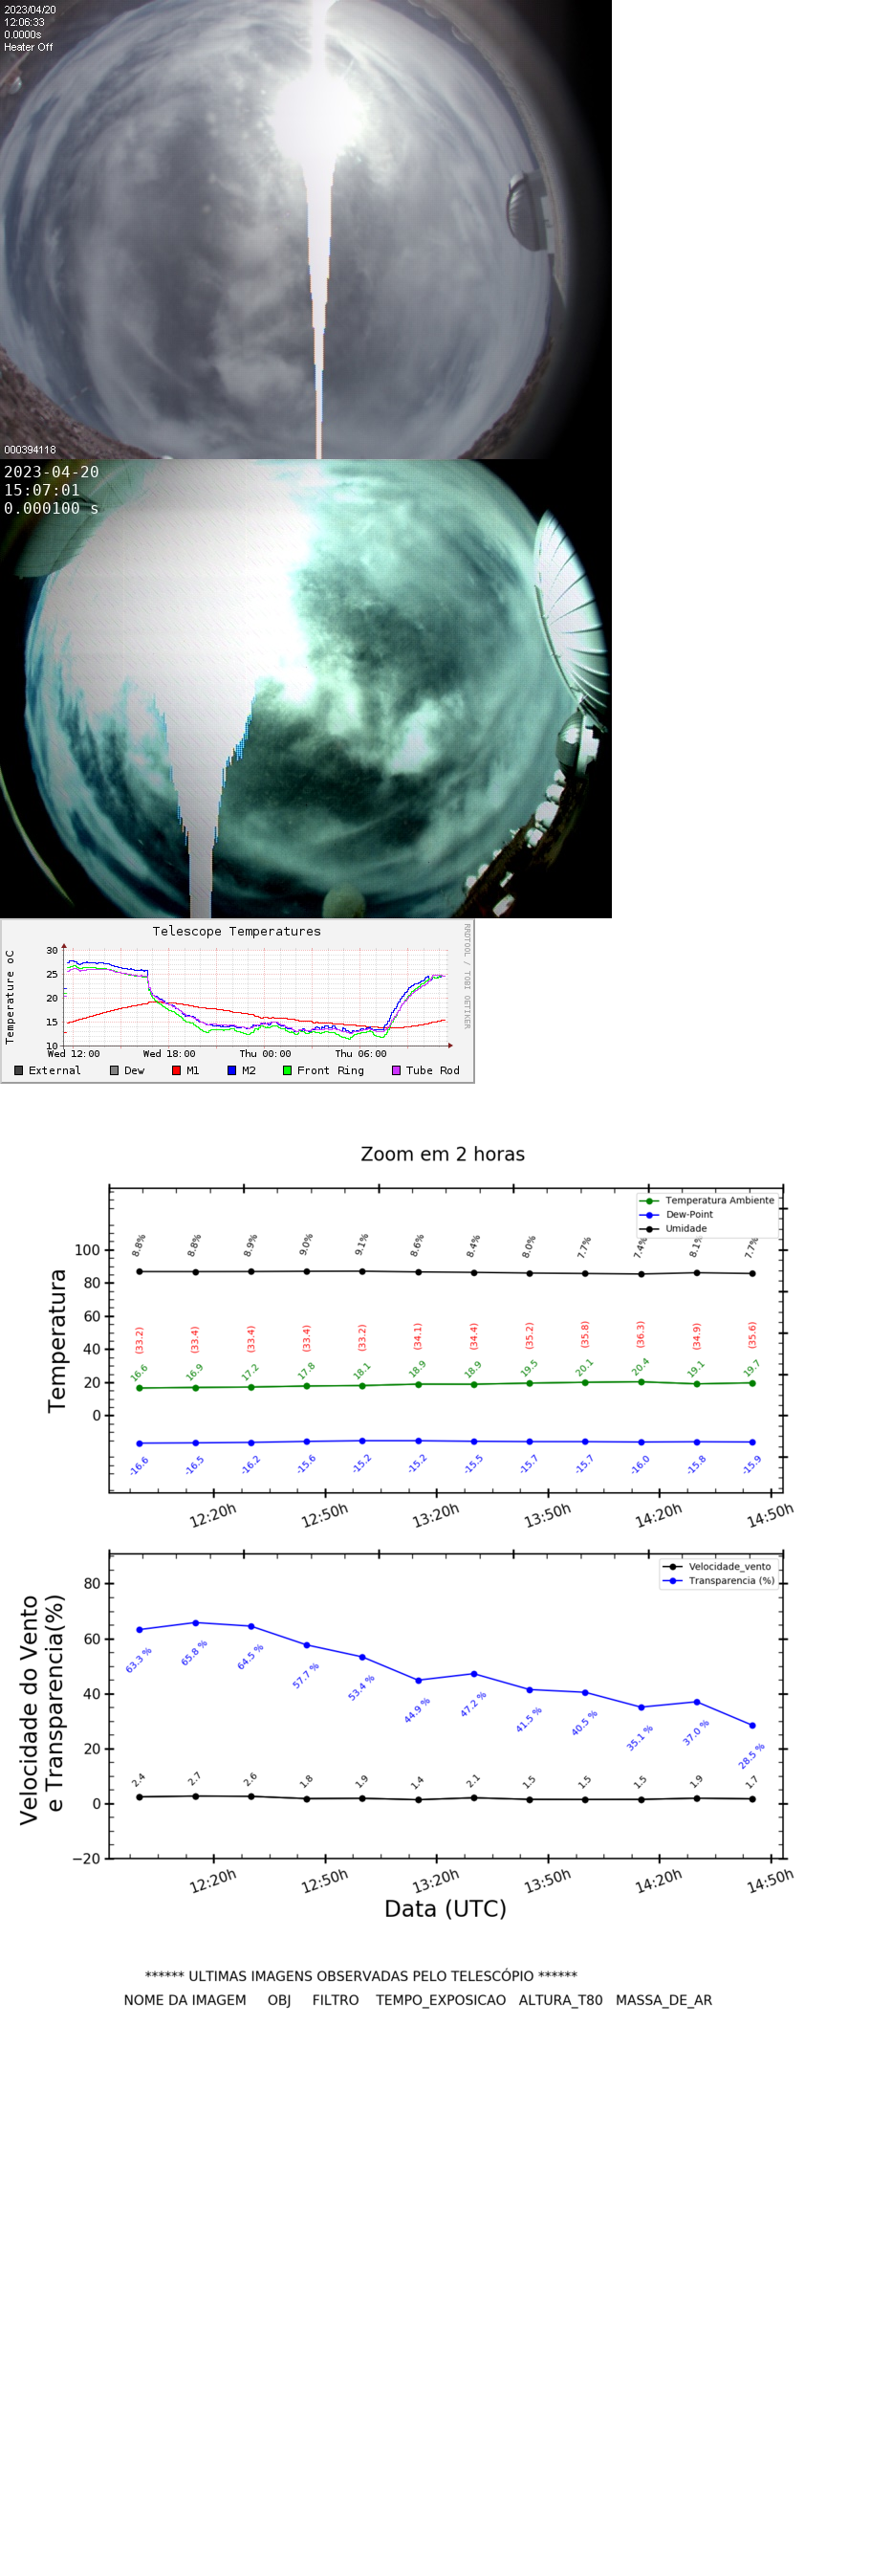 2023/04/20
12:06:33
0.0000s
Heater Off
000394118
2023-04-20
15:07:01
0.000100 s
Telescope Temperatures
RRDTOOL / TOBI OETIKER
Temperature oC
30
25
20
15
10
Wed 12:00 Wed 18:00 Thu 00:00 Thu 06:00
External Dew M1 M2 Front Ring Tube Rod
Zoom em 2 horas
Temperatura Ambiente
Dew-Point
Umidade
8.8% 8.8% 8.9% 9.0% 9.1% 8.6% 8.4% 8.0% 7.7% 7.4% 8.1% 7.7%
Temperatura
100
80
60
40
20
0
(33.2) (33.4) (33.4) (33.4) (33.2) (34.1) (34.4) (35.2) (35.8) (36.3) (34.9) (35.6)
16.6 16.9 17.2 17.8 18.1 18.9 18.9 19.5 20.1 20.4 19.1 19.7
-16.6 -16.5 -16.2 -15.6 -15.2 -15.2 -15.5 -15.7 -15.7 -16.0 -15.8 -15.9
12:20h 12:50h 13:20h 13:50h 14:20h 14:50h
Velocidade_vento
Transparencia (%)
Velocidade do Vento
e Transparencia(%)
80
60
40
20
0
−20
63.3 % 65.8 % 64.5 % 57.7 % 53.4 % 44.9 % 47.2 % 41.5 % 40.5 % 35.1 % 37.0 % 28.5 %
2.4 2.7 2.6 1.8 1.9 1.4 2.1 1.5 1.5 1.5 1.9 1.7
12:20h 12:50h 13:20h 13:50h 14:20h 14:50h
Data (UTC)
****** ULTIMAS IMAGENS OBSERVADAS PELO TELESCÓPIO ******
NOME DA IMAGEM OBJ FILTRO TEMPO_EXPOSICAO ALTURA_T80 MASSA_DE_AR